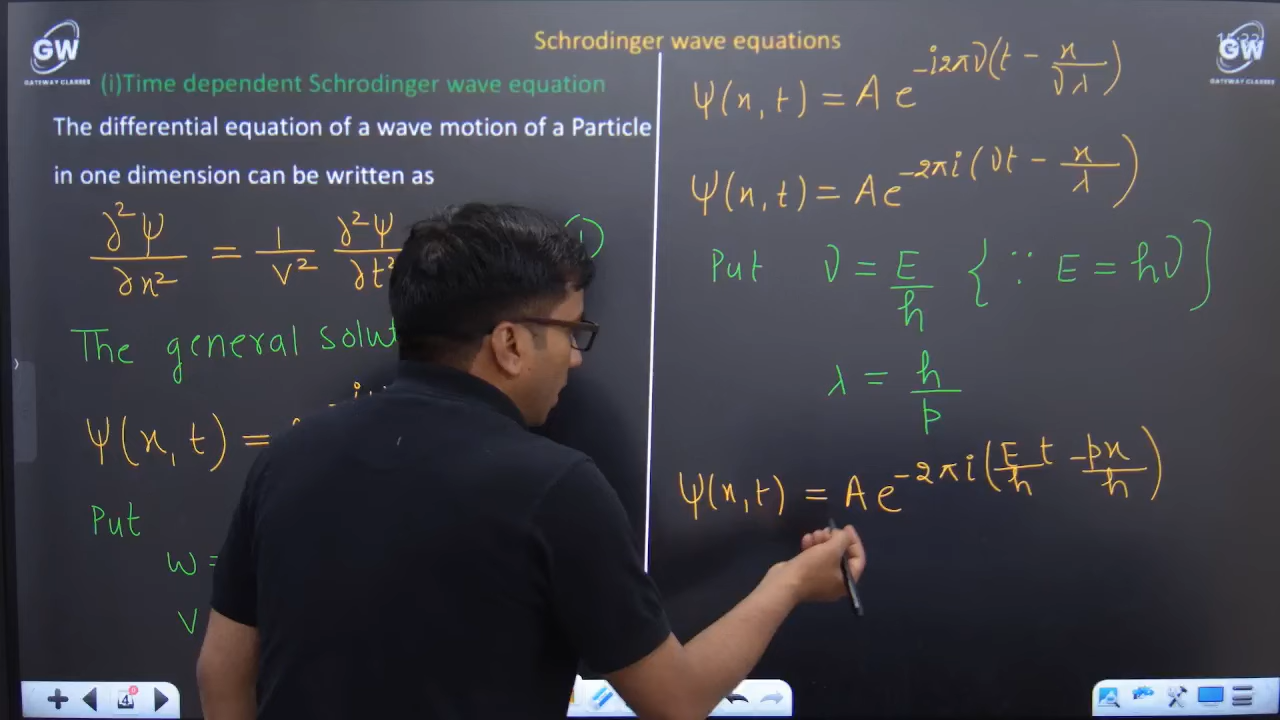 GW
GATEWAY CLASSES
Schrodinger wave equations
GW
GATEWAY CLASSES
(i)Time dependent Schrodinger wave equation
The differential equation of a wave motion of a Particle
in one dimension can be written as
∂²Ψ/∂x² = 1/V² ∂²Ψ/∂t²
The general solut
Ψ(x,t) =
Put
w =
V
Ψ(x,t) = A e^-i2πν(t - x/νλ)
Ψ(x,t) = A e^-2πi(νt - x/λ)
Put ν = E/h {∵ E = hν}
λ = h/p
Ψ(x,t) = A e^-2πi(E/h t - px/h)
4